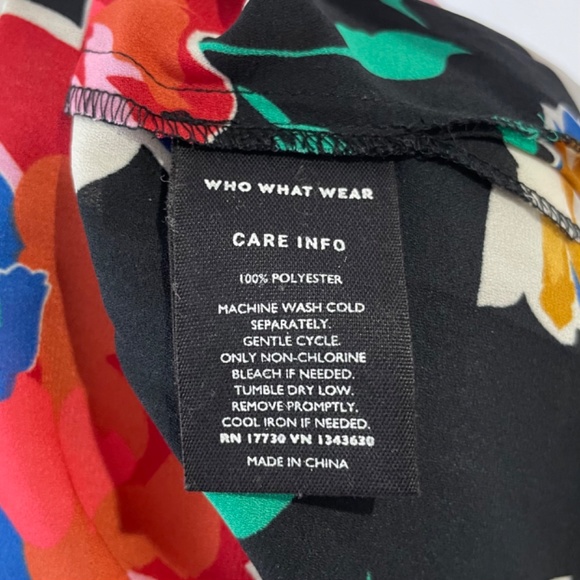 WHO WHAT WEAR
CARE INFO
100% POLYESTER
MACHINE WASH COLD
SEPARATELY.
GENTLE CYCLE.
ONLY NON-CHLORINE
BLEACH IF NEEDED.
TUMBLE DRY LOW.
REMOVE PROMPTLY.
COOL IRON IF NEEDED.
RN 17730 VN 1343630
MADE IN CHINA